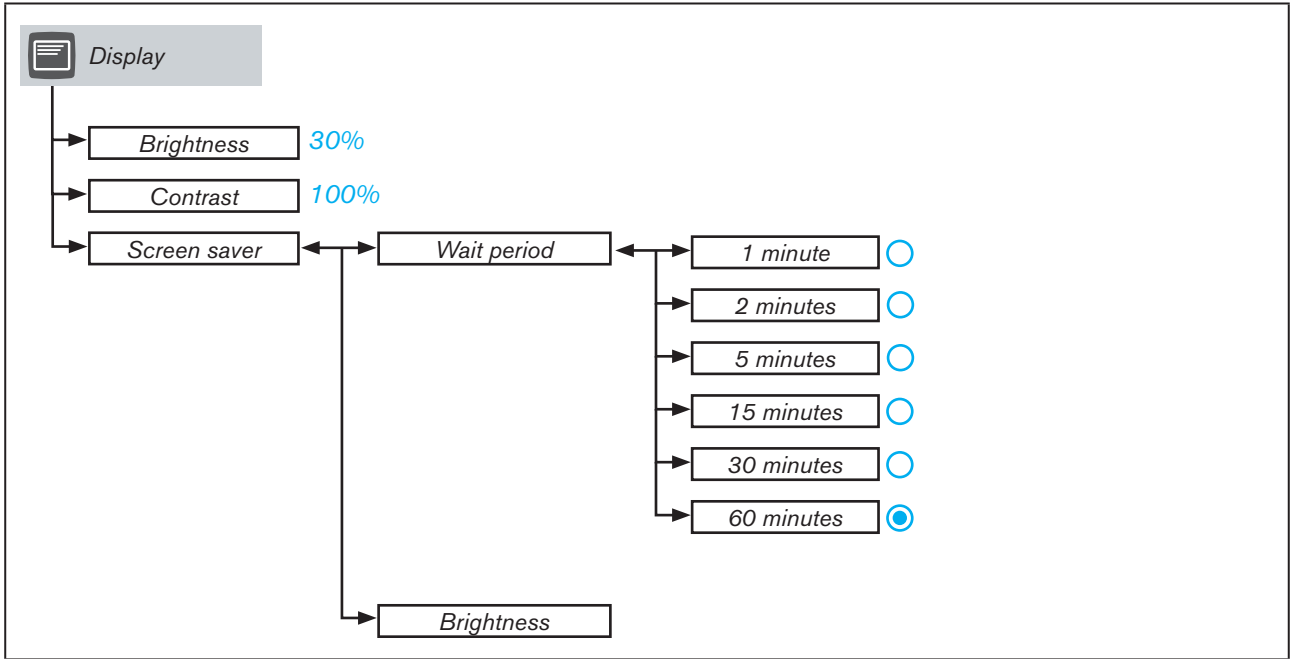 Display
Brightness 30%
Contrast 100%
Screen saver
Wait period
1 minute
2 minutes
5 minutes
15 minutes
30 minutes
60 minutes
Brightness